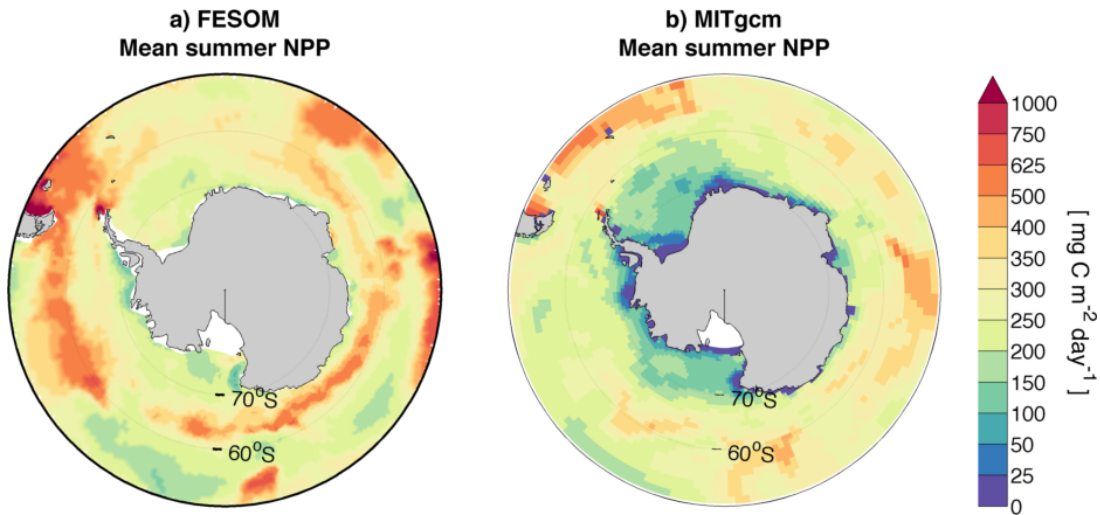 a) FESOM
Mean summer NPP
b) MITgcm
Mean summer NPP
70°S
60°S
70°S
60°S
1000
750
625
500
400
350
300
250
200
150
100
50
25
0
[ mg C m⁻² day⁻¹ ]